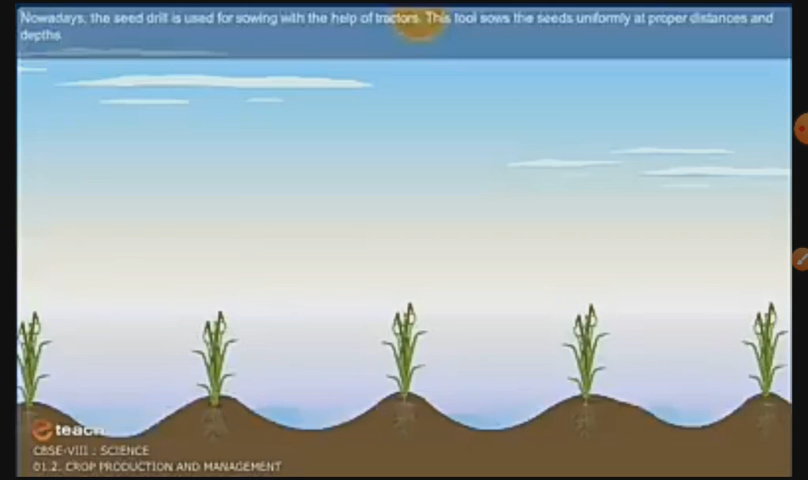 Nowadays, the seed drill is used for sowing with the help of tractors. This tool sows the seeds uniformly at proper distances and
depths
eteach
CBSE-VIII : SCIENCE
01.2. CROP PRODUCTION AND MANAGEMENT